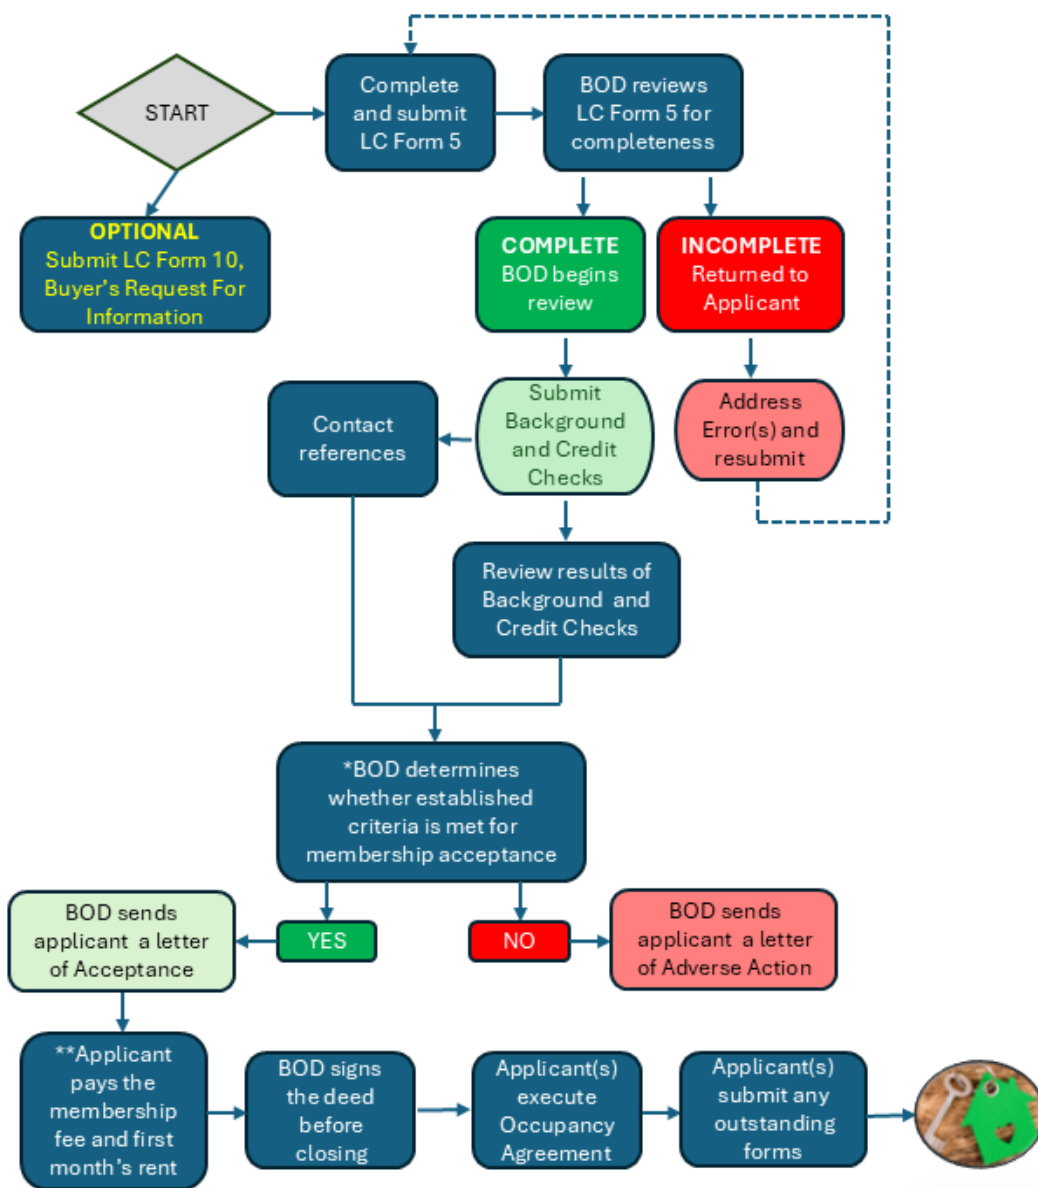 START
Complete
and submit
LC Form 5
BOD reviews
LC Form 5 for
completeness
OPTIONAL
Submit LC Form 10,
Buyer's Request For
Information
COMPLETE
BOD begins
review
INCOMPLETE
Returned to
Applicant
Contact
references
Submit
Background
and Credit
Checks
Address
Error(s) and
resubmit
Review results of
Background and
Credit Checks
*BOD determines
whether established
criteria is met for
membership acceptance
BOD sends
applicant a letter
of Acceptance
YES
NO
BOD sends
applicant a letter
of Adverse Action
**Applicant
pays the
membership
fee and first
month's rent
BOD signs
the deed
before
closing
Applicant(s)
execute
Occupancy
Agreement
Applicant(s)
submit any
outstanding
forms